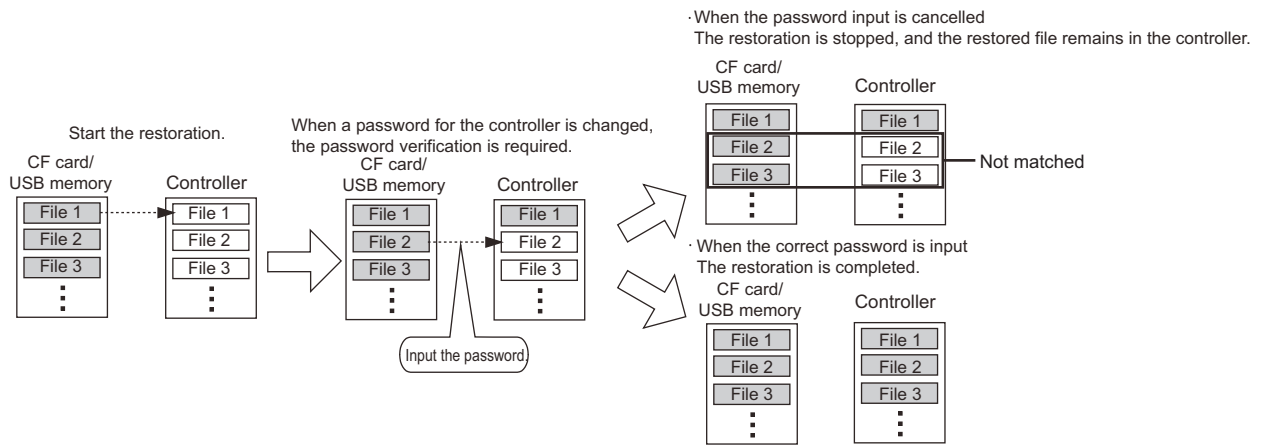 Start the restoration.
CF card/
USB memory
Controller
File 1
File 1
File 2
File 2
File 3
File 3
When a password for the controller is changed,
the password verification is required.
CF card/
USB memory
Controller
File 1
File 1
File 2
File 2
File 3
File 3
Input the password.
·When the password input is cancelled
The restoration is stopped, and the restored file remains in the controller.
CF card/
USB memory
Controller
File 1
File 1
File 2
File 2
File 3
File 3
Not matched
·When the correct password is input
The restoration is completed.
CF card/
USB memory
Controller
File 1
File 1
File 2
File 2
File 3
File 3